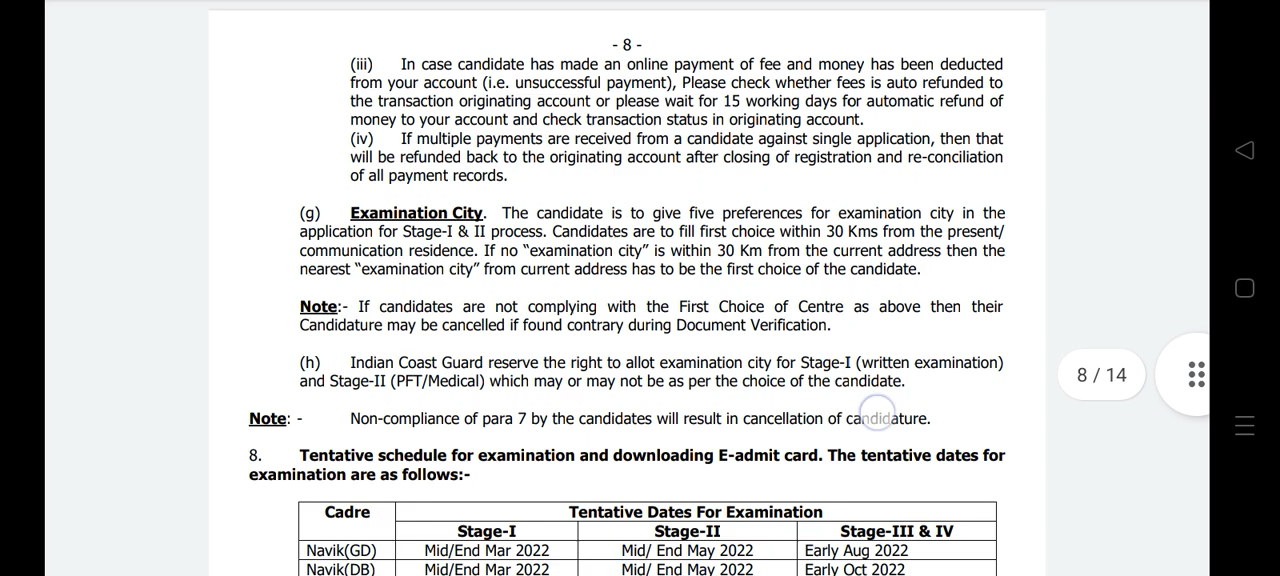 - 8 -
(iii) In case candidate has made an online payment of fee and money has been deducted
from your account (i.e. unsuccessful payment), Please check whether fees is auto refunded to
the transaction originating account or please wait for 15 working days for automatic refund of
money to your account and check transaction status in originating account.
(iv) If multiple payments are received from a candidate against single application, then that
will be refunded back to the originating account after closing of registration and re-conciliation
of all payment records.
(g) Examination City. The candidate is to give five preferences for examination city in the
application for Stage-I & II process. Candidates are to fill first choice within 30 Kms from the present/
communication residence. If no “examination city” is within 30 Km from the current address then the
nearest “examination city” from current address has to be the first choice of the candidate.
Note:- If candidates are not complying with the First Choice of Centre as above then their
Candidature may be cancelled if found contrary during Document Verification.
(h) Indian Coast Guard reserve the right to allot examination city for Stage-I (written examination)
and Stage-II (PFT/Medical) which may or may not be as per the choice of the candidate.
8 / 14
Note: - Non-compliance of para 7 by the candidates will result in cancellation of candidature.
8. Tentative schedule for examination and downloading E-admit card. The tentative dates for
examination are as follows:-
Cadre Tentative Dates For Examination
Stage-I Stage-II Stage-III & IV
Navik(GD) Mid/End Mar 2022 Mid/ End May 2022 Early Aug 2022
Navik(DB) Mid/End Mar 2022 Mid/ End May 2022 Early Oct 2022